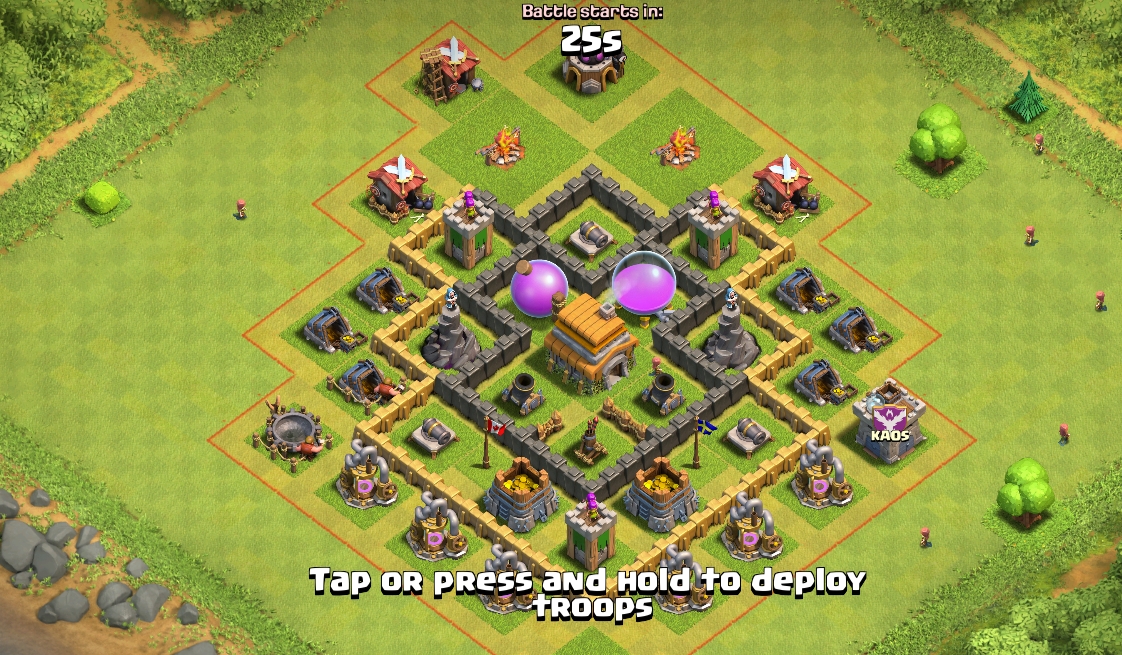 Battle starts in:
25s
KAOS
Tap or press and hold to deploy
troops